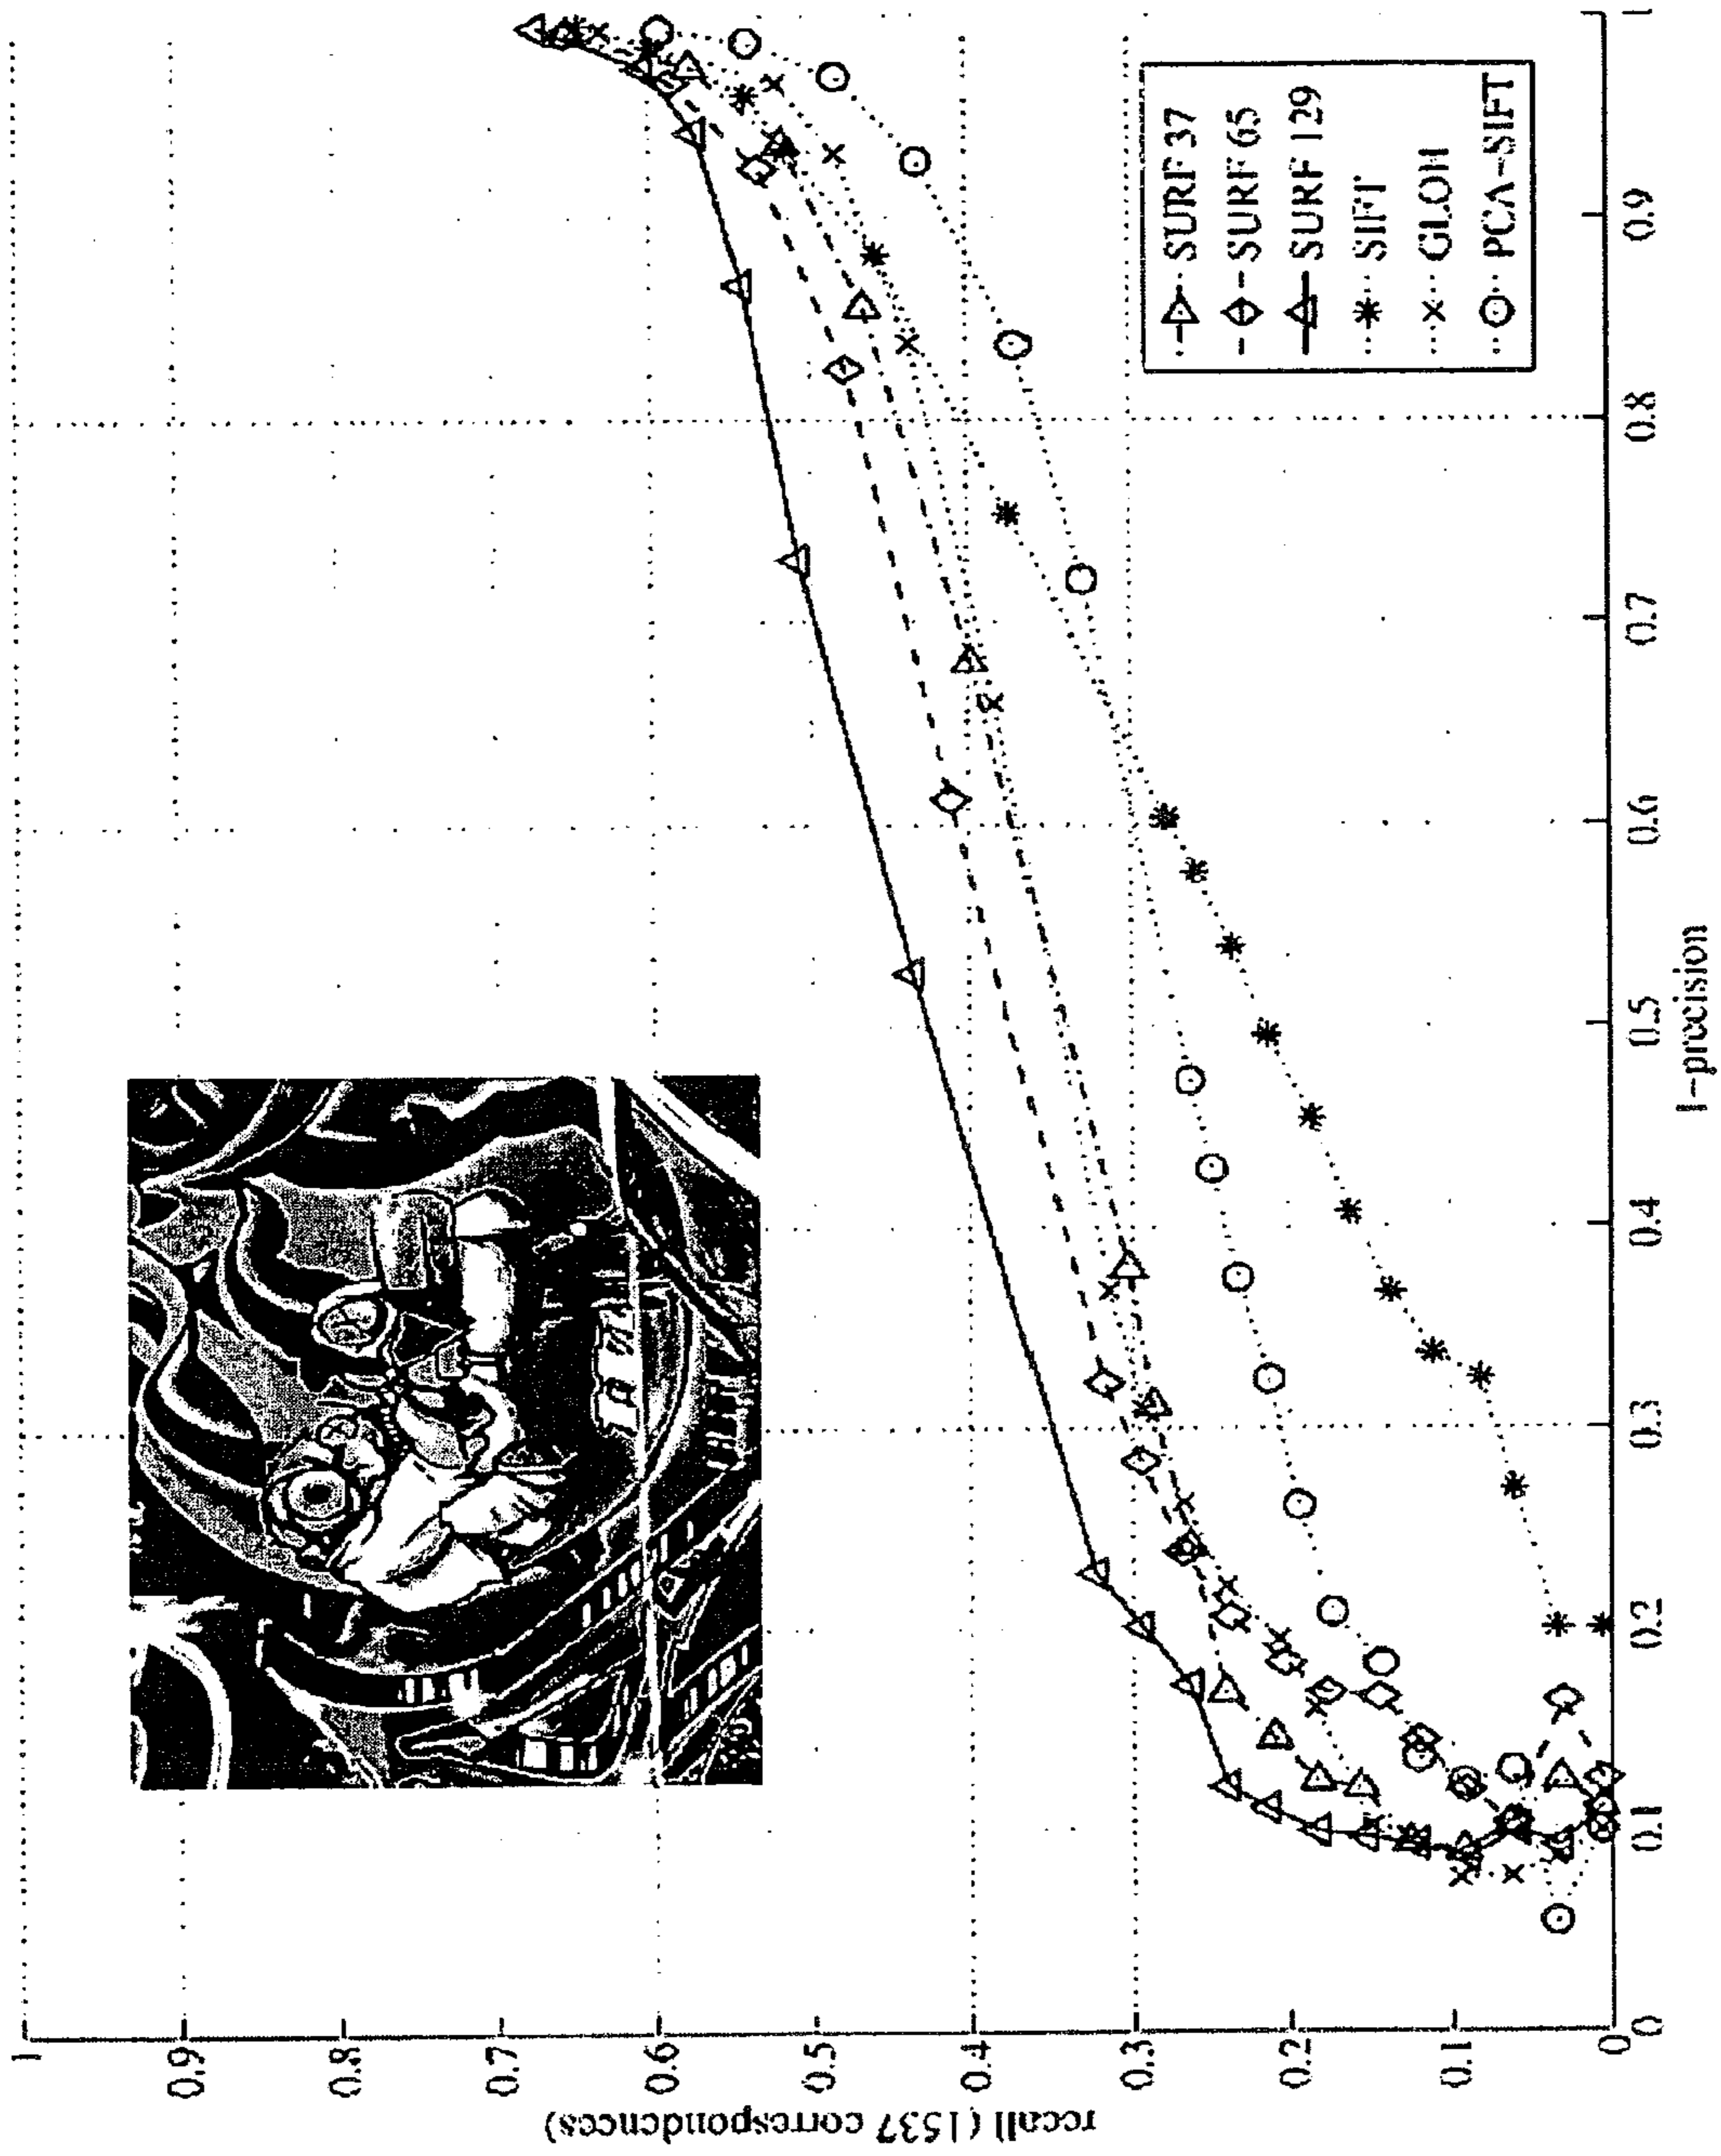 recall (1537 correspondences)
1
0.9
0.8
0.7
0.6
0.5
0.4
0.3
0.2
0.1
0
0
0.1
0.2
0.3
0.4
0.5
0.6
0.7
0.8
0.9
1
1-precision
SURF 37
SURF 65
SURF 129
SIFT
GLOH
PCA-SIFT